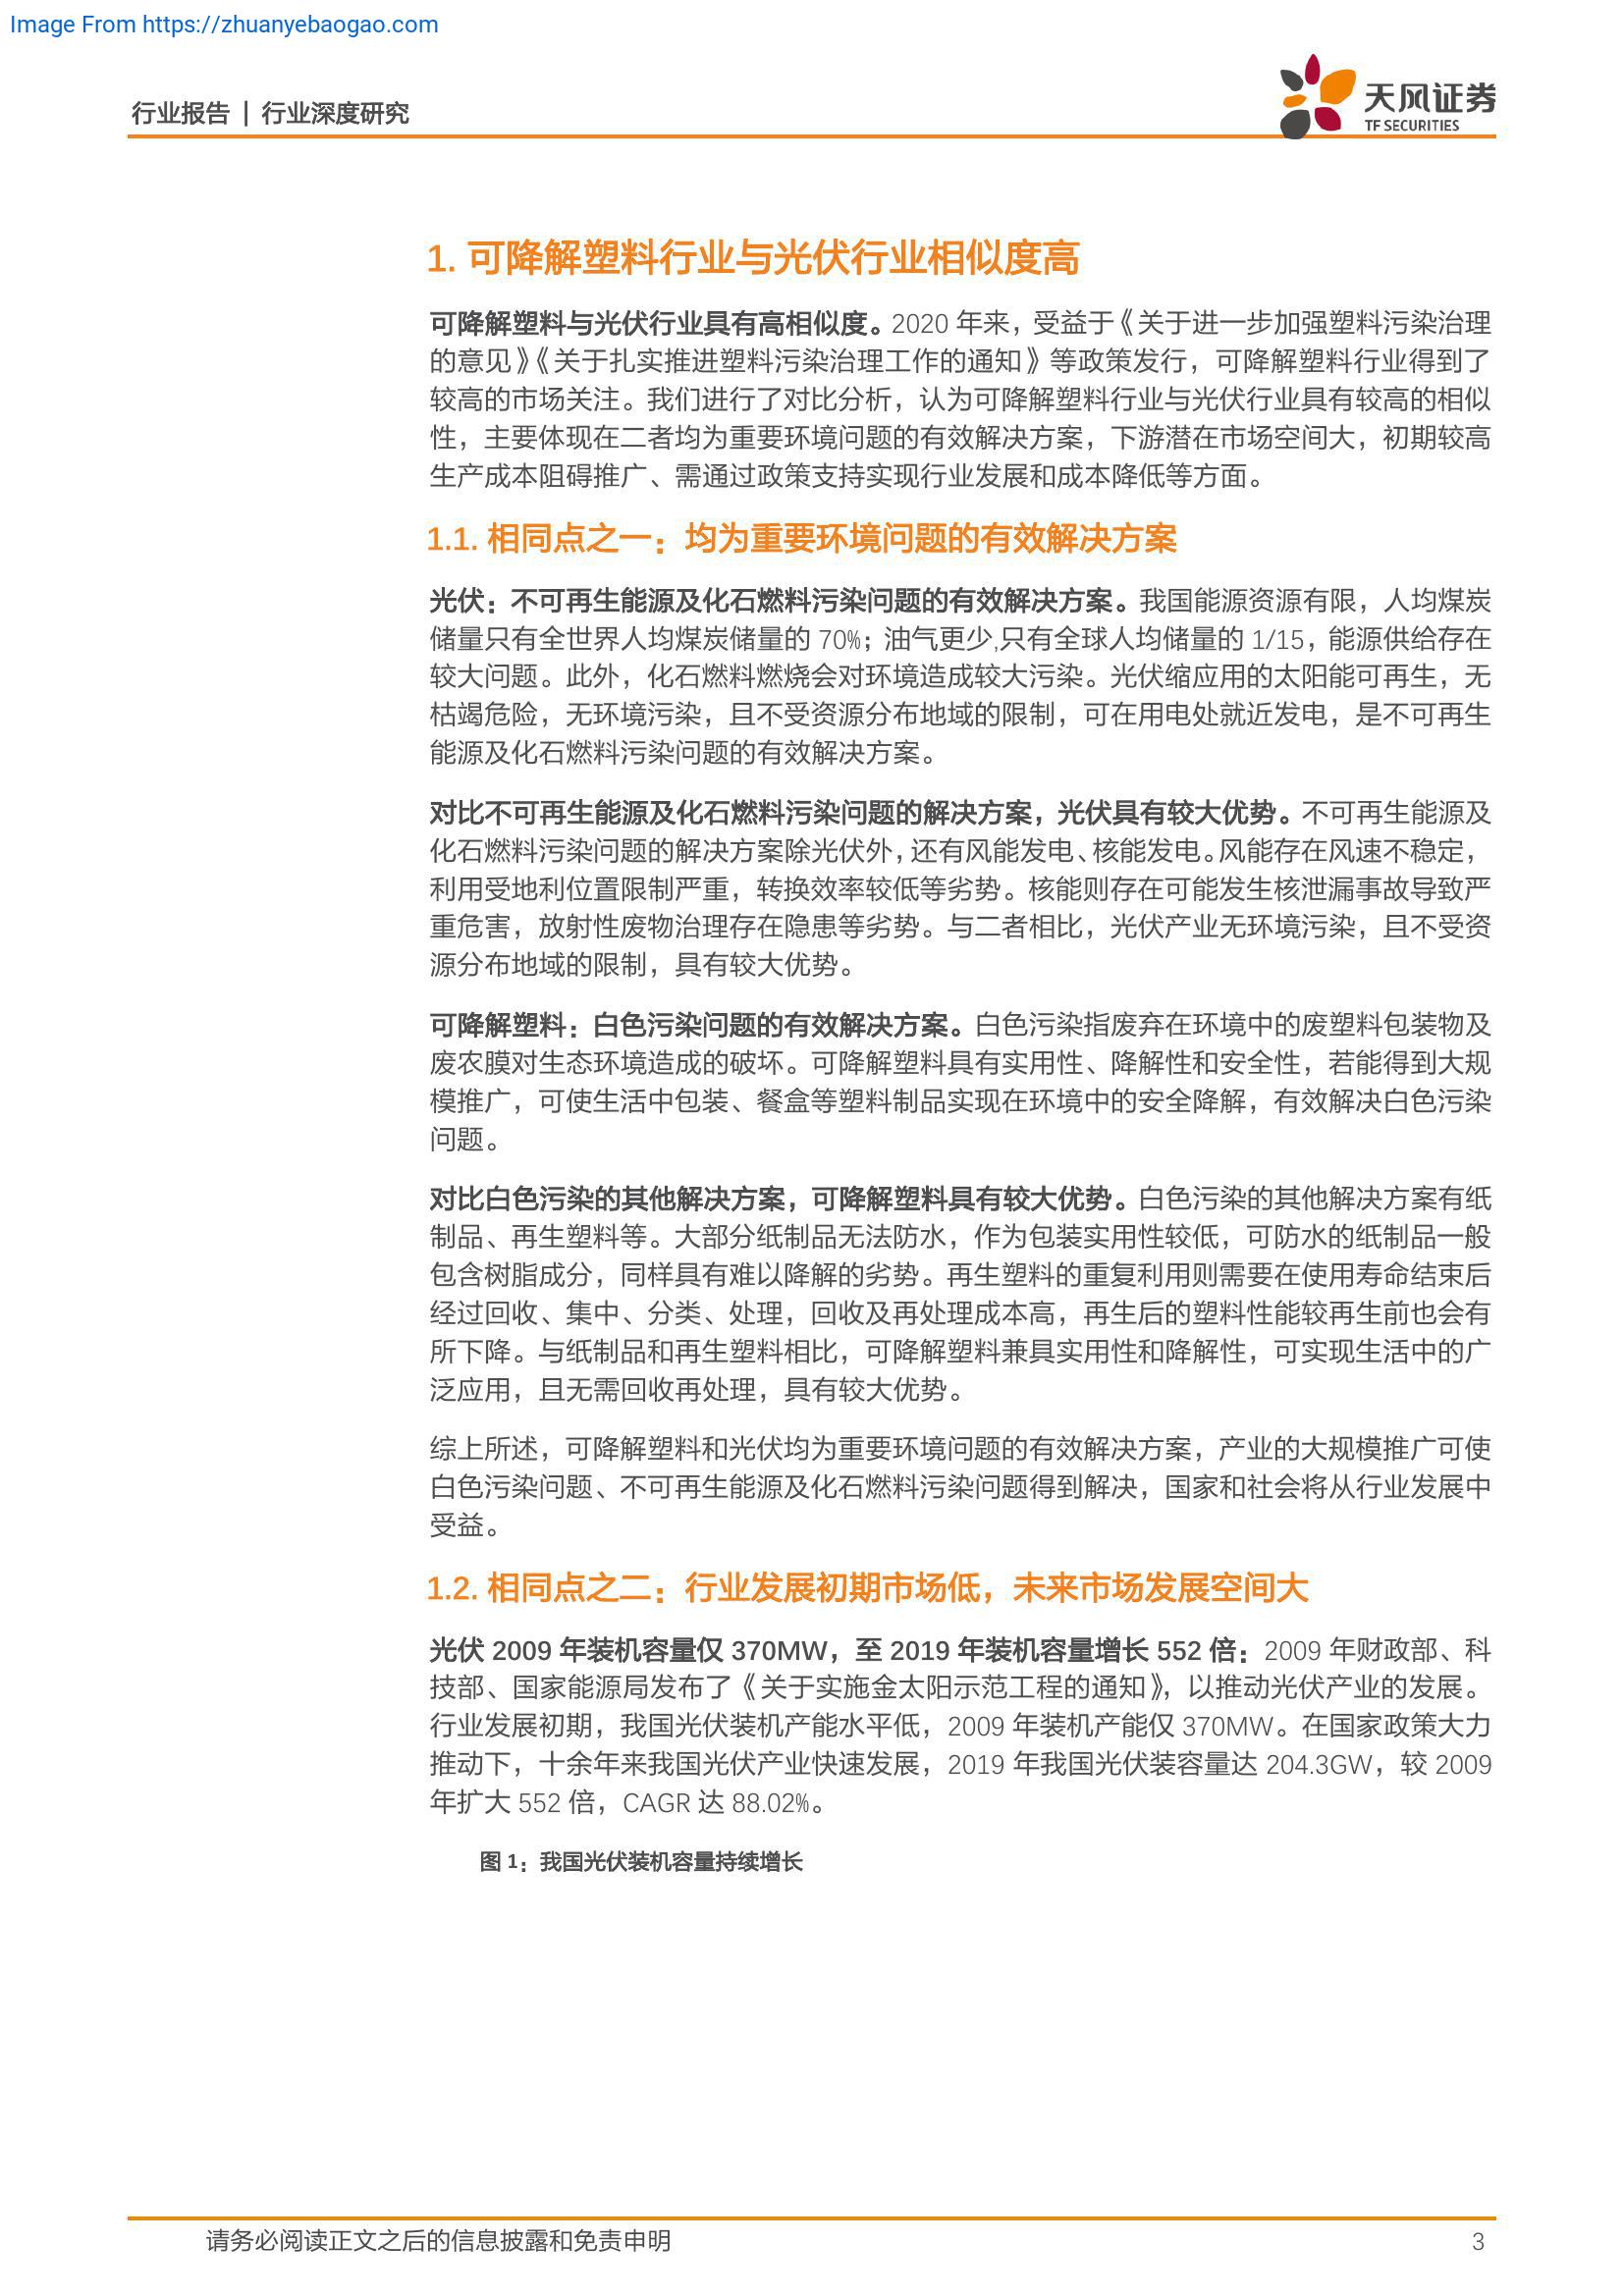 Image From https://zhuanyebaogao.com
行业报告 | 行业深度研究
天风证券
TF SECURITIES
1. 可降解塑料行业与光伏行业相似度高
可降解塑料与光伏行业具有高相似度。2020 年来，受益于《关于进一步加强塑料污染治理
的意见》《关于扎实推进塑料污染治理工作的通知》等政策发行，可降解塑料行业得到了
较高的市场关注。我们进行了对比分析，认为可降解塑料行业与光伏行业具有较高的相似
性，主要体现在二者均为重要环境问题的有效解决方案，下游潜在市场空间大，初期较高
生产成本阻碍推广、需通过政策支持实现行业发展和成本降低等方面。
1.1. 相同点之一：均为重要环境问题的有效解决方案
光伏：不可再生能源及化石燃料污染问题的有效解决方案。我国能源资源有限，人均煤炭
储量只有全世界人均煤炭储量的 70%；油气更少,只有全球人均储量的 1/15，能源供给存在
较大问题。此外，化石燃料燃烧会对环境造成较大污染。光伏缩应用的太阳能可再生，无
枯竭危险，无环境污染，且不受资源分布地域的限制，可在用电处就近发电，是不可再生
能源及化石燃料污染问题的有效解决方案。
对比不可再生能源及化石燃料污染问题的解决方案，光伏具有较大优势。不可再生能源及
化石燃料污染问题的解决方案除光伏外，还有风能发电、核能发电。风能存在风速不稳定，
利用受地利位置限制严重，转换效率较低等劣势。核能则存在可能发生核泄漏事故导致严
重危害，放射性废物治理存在隐患等劣势。与二者相比，光伏产业无环境污染，且不受资
源分布地域的限制，具有较大优势。
可降解塑料：白色污染问题的有效解决方案。白色污染指废弃在环境中的废塑料包装物及
废农膜对生态环境造成的破坏。可降解塑料具有实用性、降解性和安全性，若能得到大规
模推广，可使生活中包装、餐盒等塑料制品实现在环境中的安全降解，有效解决白色污染
问题。
对比白色污染的其他解决方案，可降解塑料具有较大优势。白色污染的其他解决方案有纸
制品、再生塑料等。大部分纸制品无法防水，作为包装实用性较低，可防水的纸制品一般
包含树脂成分，同样具有难以降解的劣势。再生塑料的重复利用则需要在使用寿命结束后
经过回收、集中、分类、处理，回收及再处理成本高，再生后的塑料性能较再生前也会有
所下降。与纸制品和再生塑料相比，可降解塑料兼具实用性和降解性，可实现生活中的广
泛应用，且无需回收再处理，具有较大优势。
综上所述，可降解塑料和光伏均为重要环境问题的有效解决方案，产业的大规模推广可使
白色污染问题、不可再生能源及化石燃料污染问题得到解决，国家和社会将从行业发展中
受益。
1.2. 相同点之二：行业发展初期市场低，未来市场发展空间大
光伏 2009 年装机容量仅 370MW，至 2019 年装机容量增长 552 倍：2009 年财政部、科
技部、国家能源局发布了《关于实施金太阳示范工程的通知》，以推动光伏产业的发展。
行业发展初期，我国光伏装机产能水平低，2009 年装机产能仅 370MW。在国家政策大力
推动下，十余年来我国光伏产业快速发展，2019 年我国光伏装容量达 204.3GW，较 2009
年扩大 552 倍，CAGR 达 88.02%。
图 1：我国光伏装机容量持续增长
请务必阅读正文之后的信息披露和免责申明
3